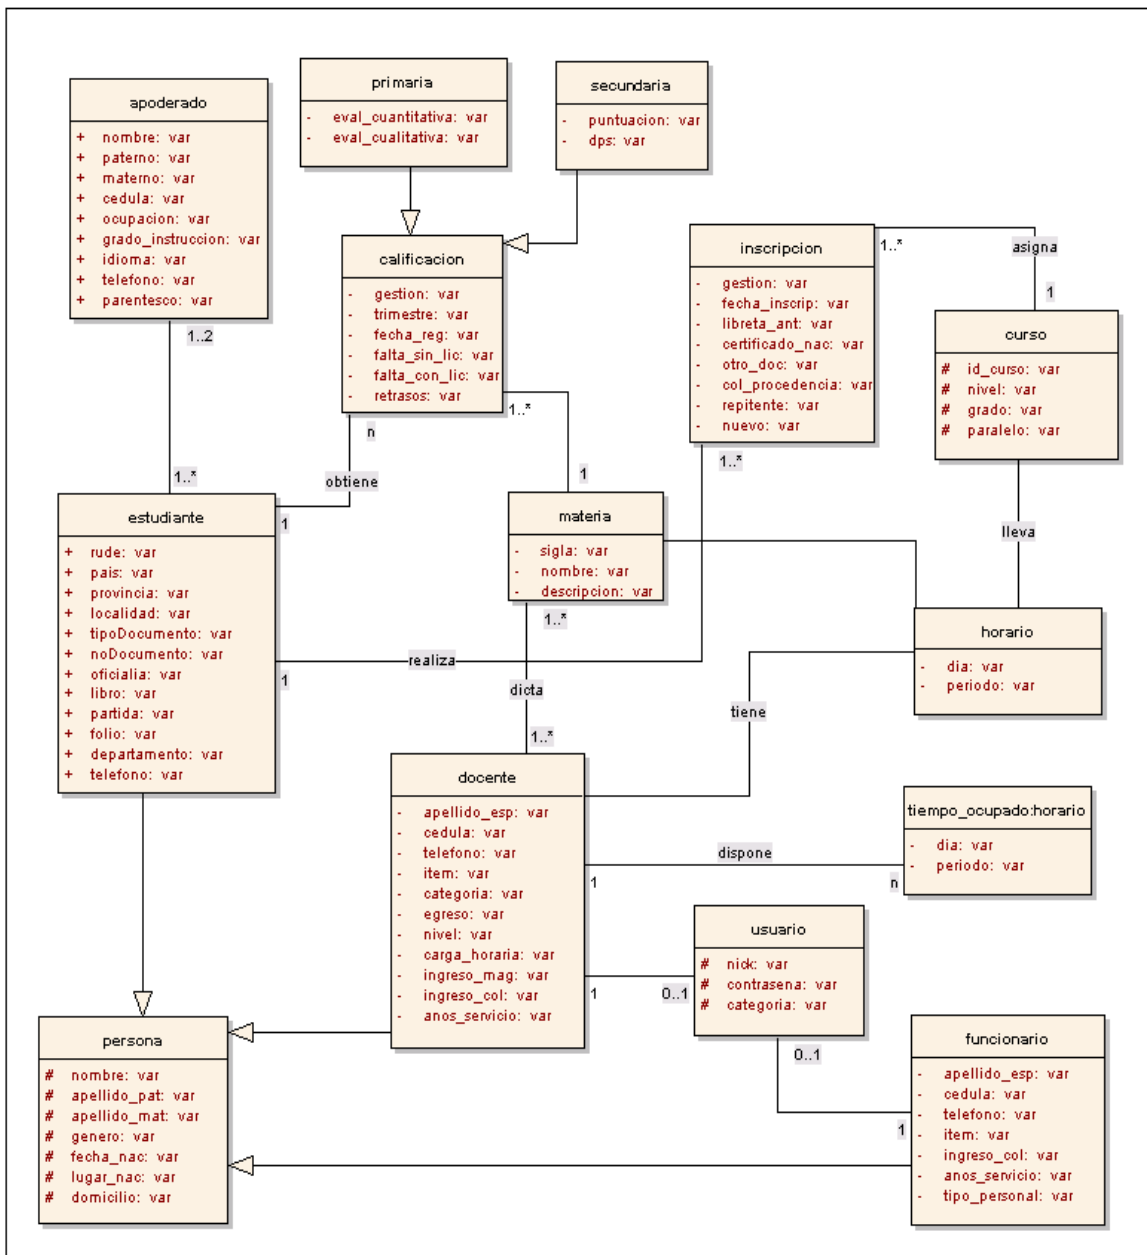 apoderado
+ nombre: var
+ paterno: var
+ materno: var
+ cedula: var
+ ocupacion: var
+ grado_instruccion: var
+ idioma: var
+ telefono: var
+ parentesco: var
1..2
primaria
- eval_cuantitativa: var
- eval_cualitativa: var
secundaria
- puntuacion: var
- dps: var
calificacion
- gestion: var
- trimestre: var
- fecha_reg: var
- falta_sin_lic: var
- falta_con_lic: var
- retrasos: var
1..*
n
inscripcion
- gestion: var
- fecha_inscrip: var
- libreta_ant: var
- certificado_nac: var
- otro_doc: var
- col_procedencia: var
- repitente: var
- nuevo: var
1..*
asigna
1
1..*
curso
# id_curso: var
# nivel: var
# grado: var
# paralelo: var
1..*
obtiene
1
estudiante
+ rude: var
+ pais: var
+ provincia: var
+ localidad: var
+ tipoDocumento: var
+ noDocumento: var
+ oficialia: var
+ libro: var
+ partida: var
+ folio: var
+ departamento: var
+ telefono: var
1
1
materia
- sigla: var
- nombre: var
- descripcion: var
1..*
lleva
horario
- dia: var
- periodo: var
realiza
dicta
tiene
1..*
docente
- apellido_esp: var
- cedula: var
- telefono: var
- item: var
- categoria: var
- egreso: var
- nivel: var
- carga_horaria: var
- ingreso_mag: var
- ingreso_col: var
- anos_servicio: var
tiempo_ocupado:horario
- dia: var
- periodo: var
dispone
1
n
usuario
# nick: var
# contrasena: var
# categoria: var
1
0..1
0..1
persona
# nombre: var
# apellido_pat: var
# apellido_mat: var
# genero: var
# fecha_nac: var
# lugar_nac: var
# domicilio: var
funcionario
- apellido_esp: var
- cedula: var
- telefono: var
- item: var
- ingreso_col: var
- anos_servicio: var
- tipo_personal: var
1